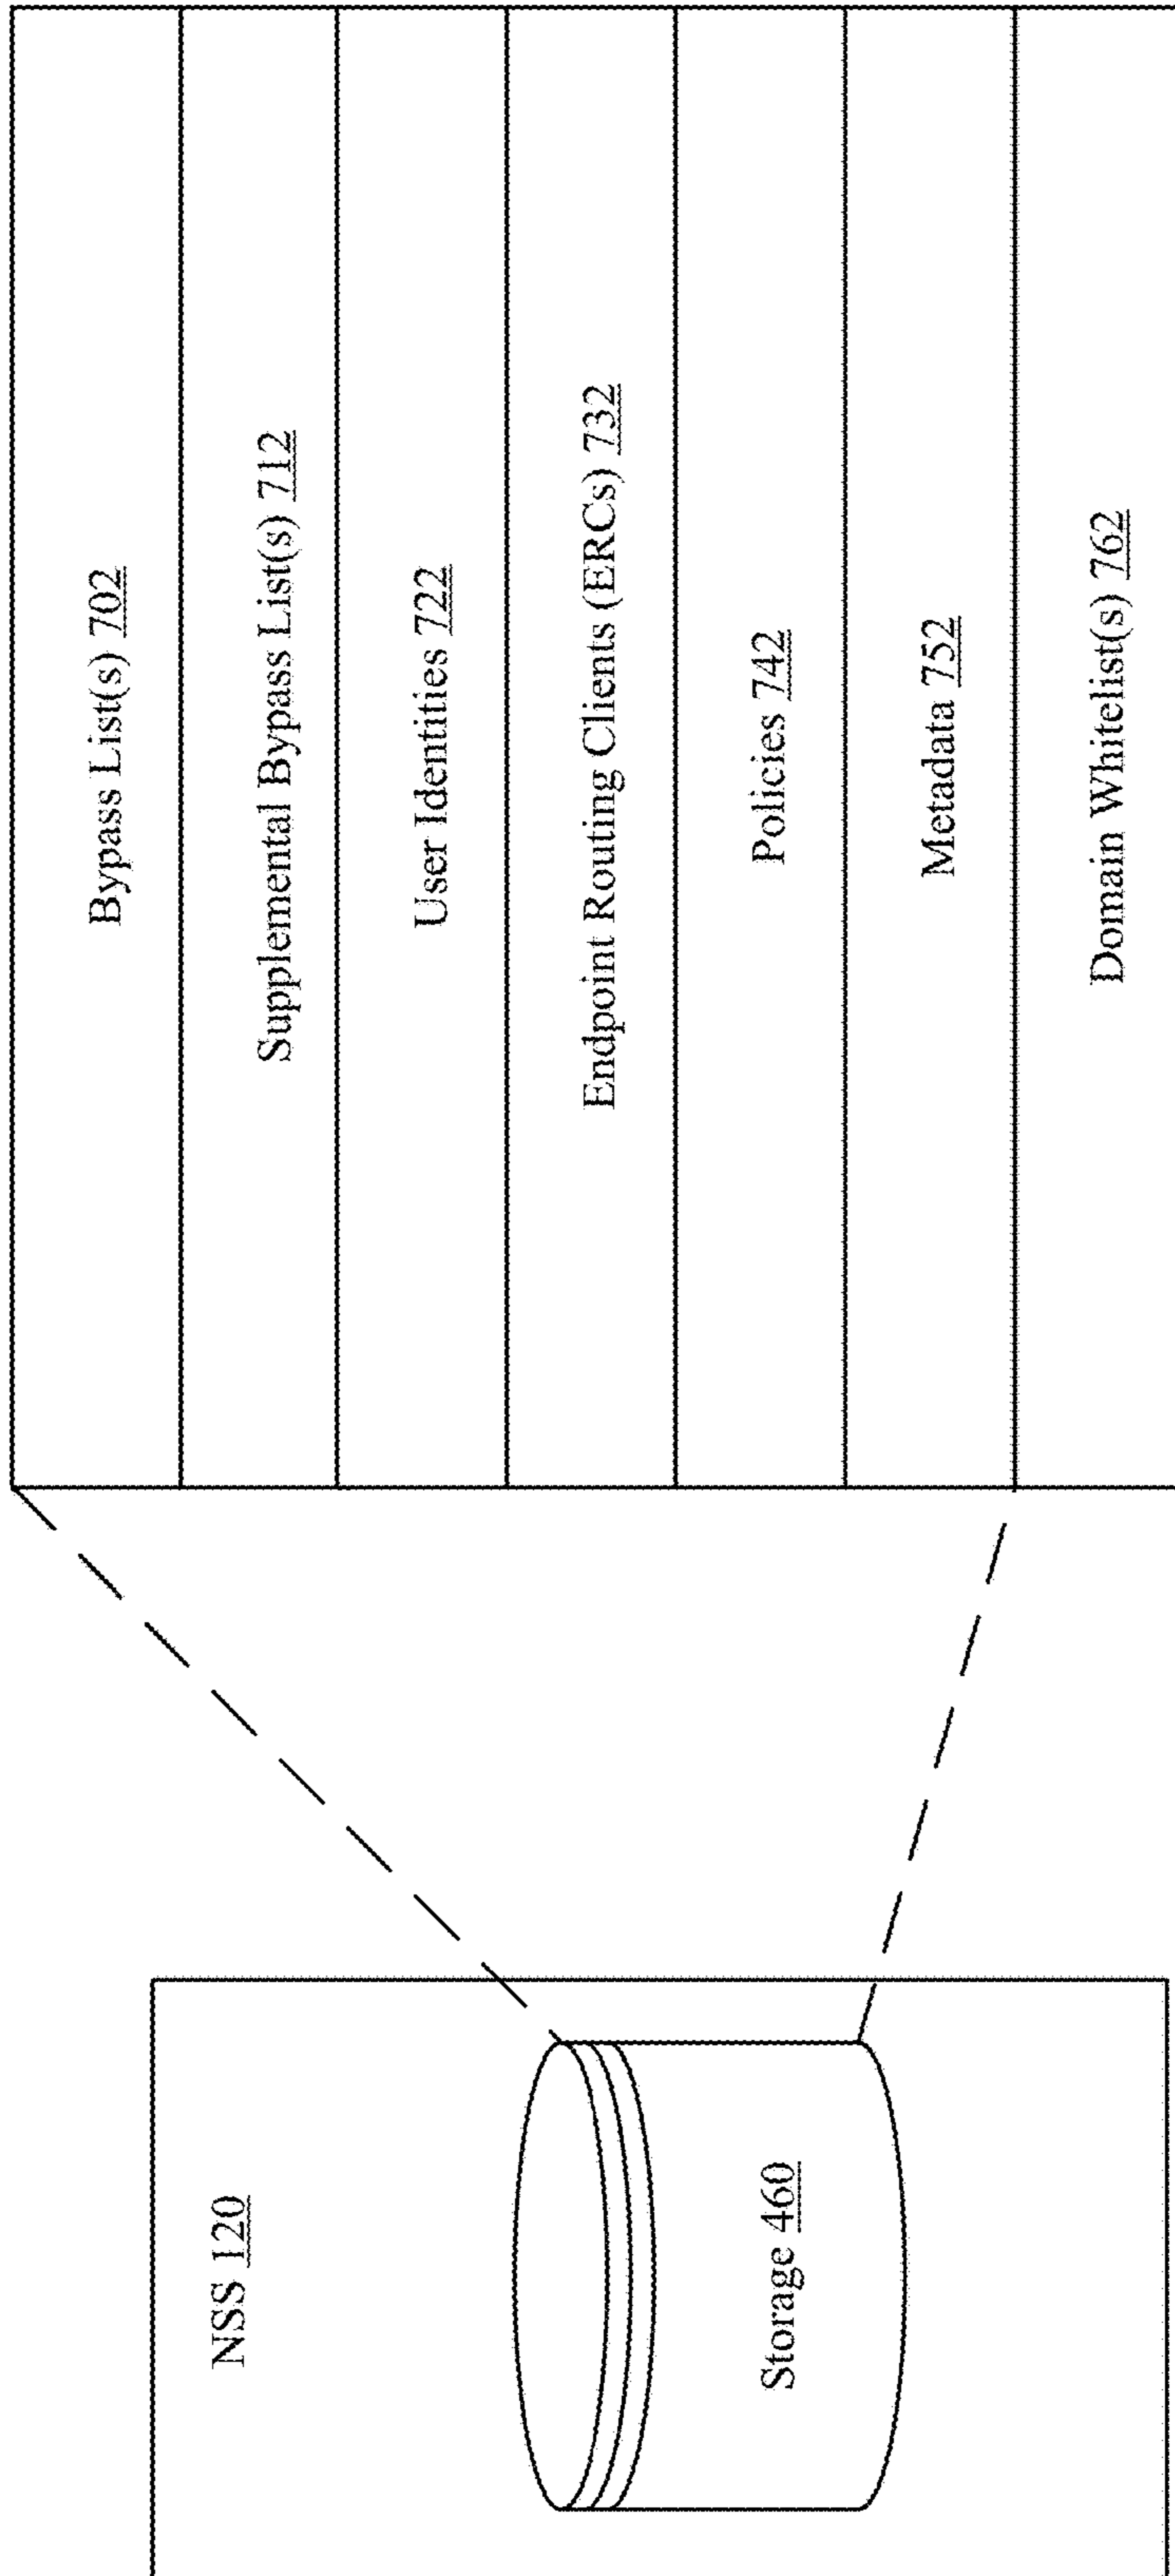 NSS 120
Storage 460
Bypass List(s) 702
Supplemental Bypass List(s) 712
User Identities 722
Endpoint Routing Clients (ERCs) 732
Policies 742
Metadata 752
Domain Whitelist(s) 762